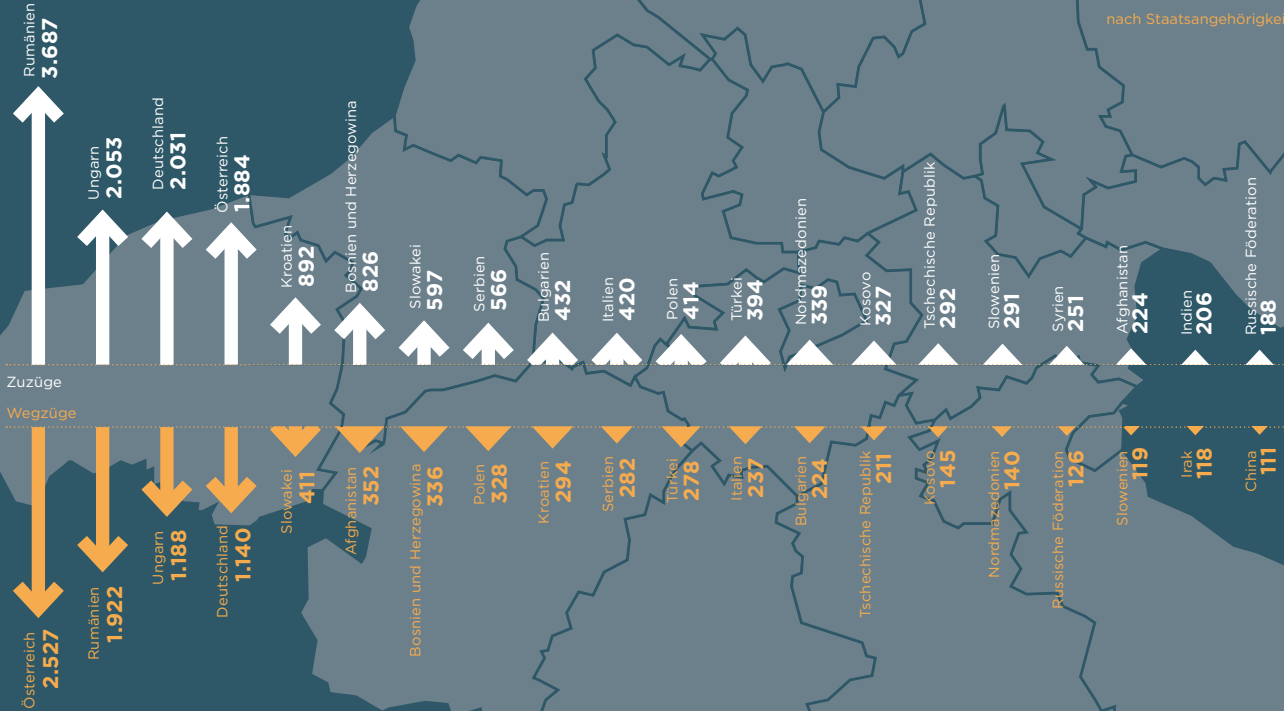 nach Staatsangehörigkei
Rumänien
3.687
Ungarn
2.053
Deutschland
2.031
Österreich
1.884
Kroatien
892
Bosnien und Herzegowina
826
Slowakei
597
Serbien
566
Bulgarien
432
Italien
420
Polen
414
Türkei
394
Nordmazedonien
339
Kosovo
327
Tschechische Republik
292
Slowenien
291
Syrien
251
Afghanistan
224
Indien
206
Russische Föderation
188
Zuzüge
Wegzüge
Österreich
2.527
Rumänien
1.922
Ungarn
1.188
Deutschland
1.140
Slowakei
411
Afghanistan
352
Bosnien und Herzegowina
336
Polen
328
Kroatien
294
Serbien
282
Türkei
278
Italien
237
Bulgarien
224
Tschechische Republik
211
Kosovo
145
Nordmazedonien
140
Russische Föderation
126
Slowenien
119
Irak
118
China
111